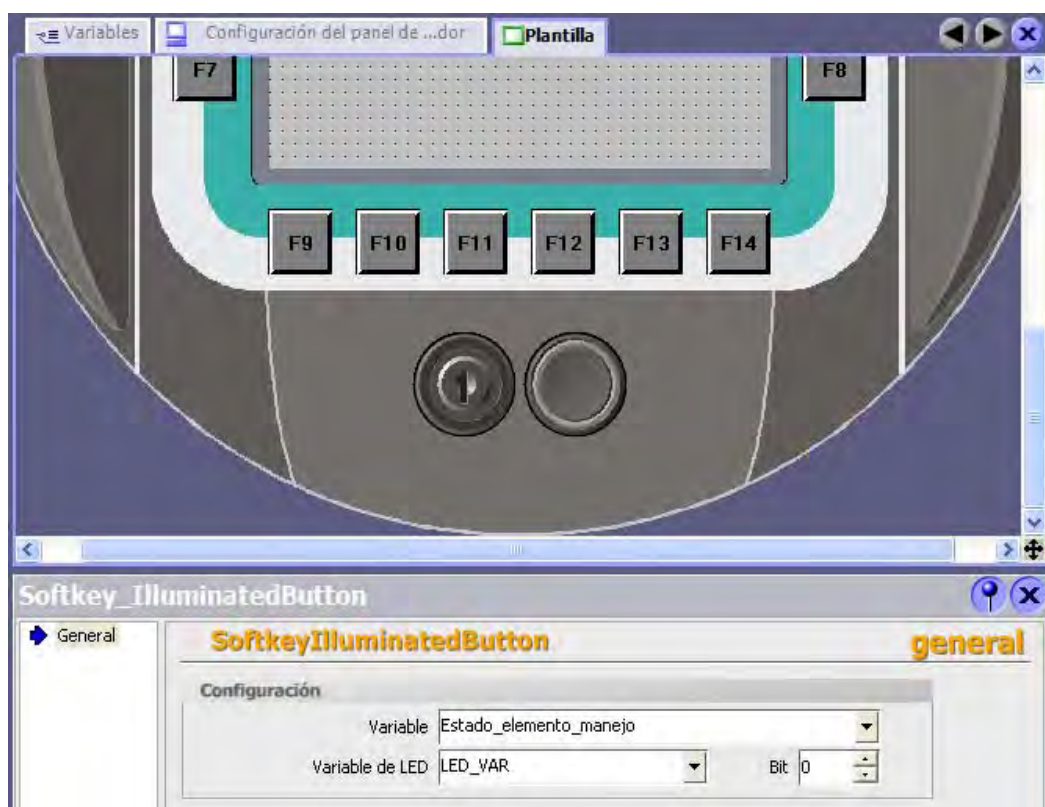 Variables Configuración del panel de ...dor Plantilla
F7 F8
F9 F10 F11 F12 F13 F14
Softkey_IlluminatedButton
General
SoftkeyIlluminatedButton general
Configuración
Variable Estado_elemento_manejo
Variable de LED LED_VAR Bit 0